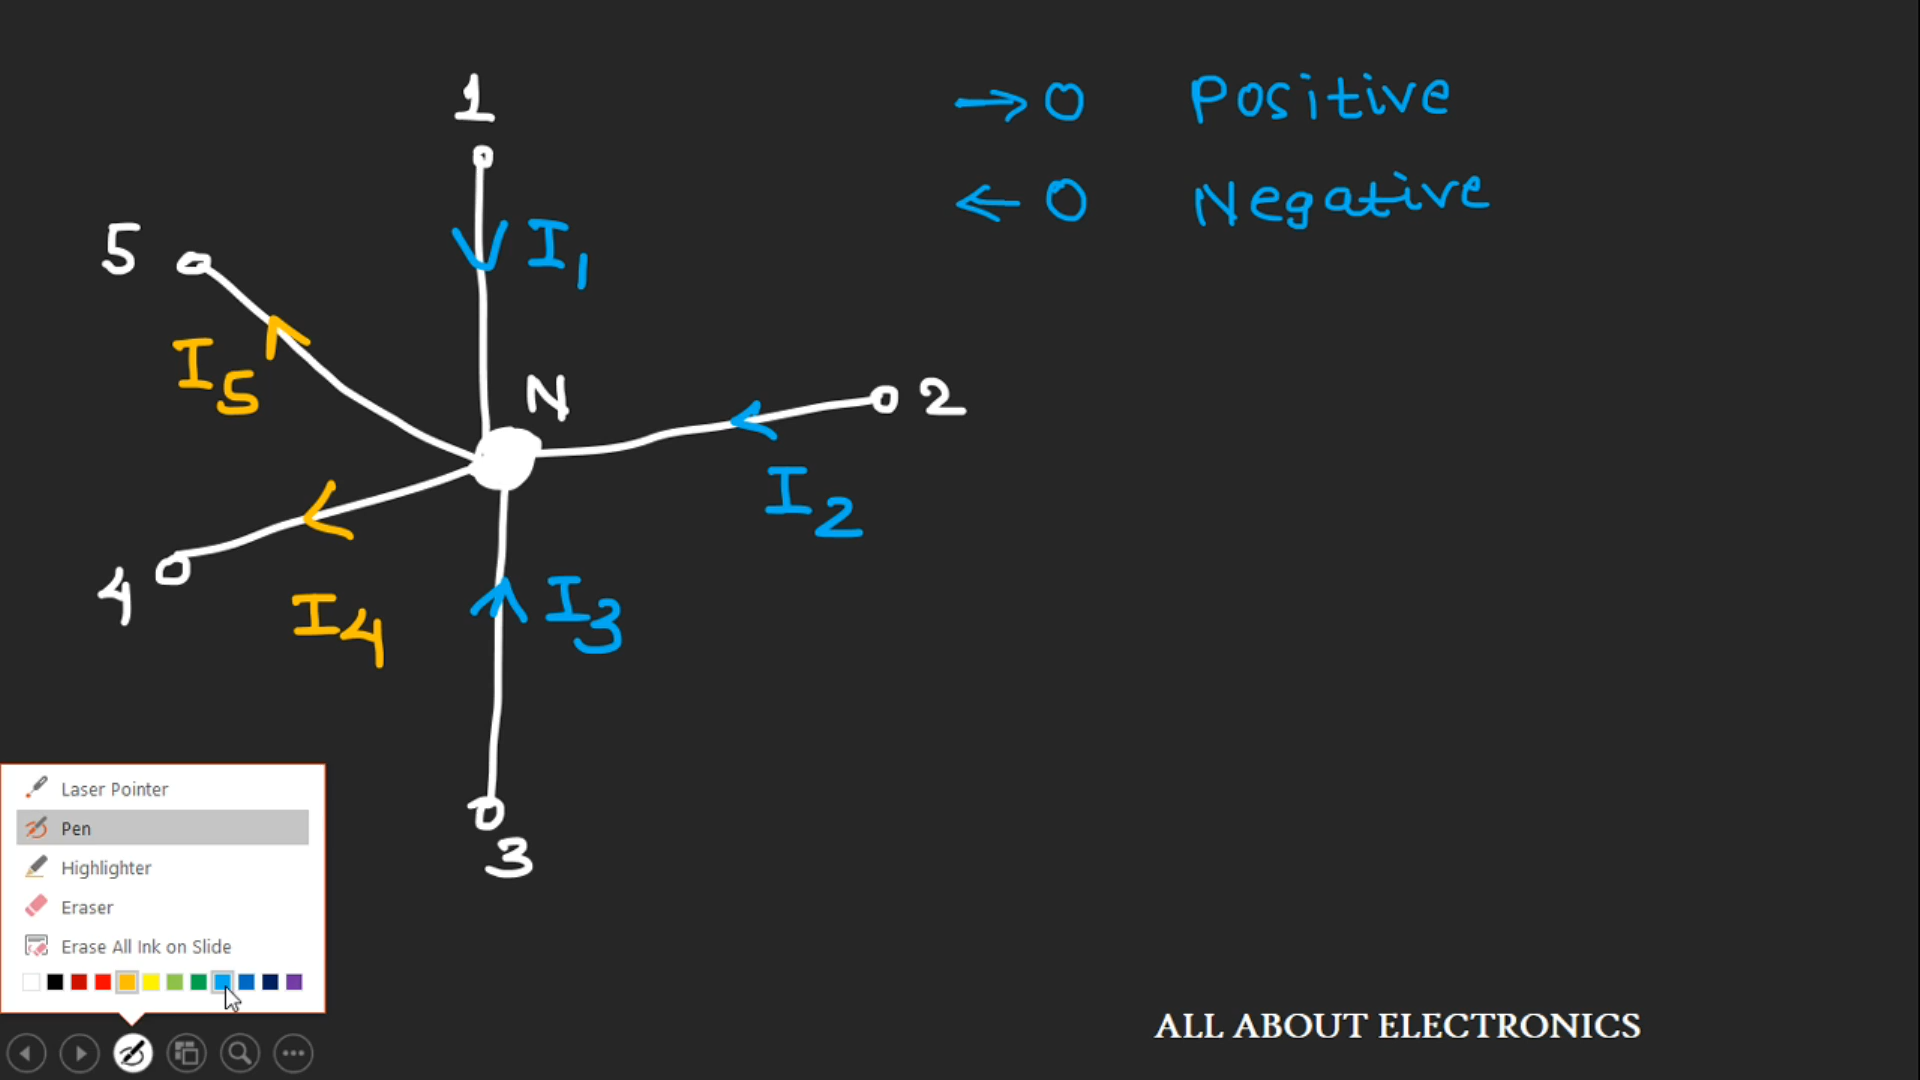 1
→ 0 Positive
← 0 Negative
5
I₁
I₅
N
2
I₂
4
I₄
I₃
3
Laser Pointer
Pen
Highlighter
Eraser
Erase All Ink on Slide
ALL ABOUT ELECTRONICS